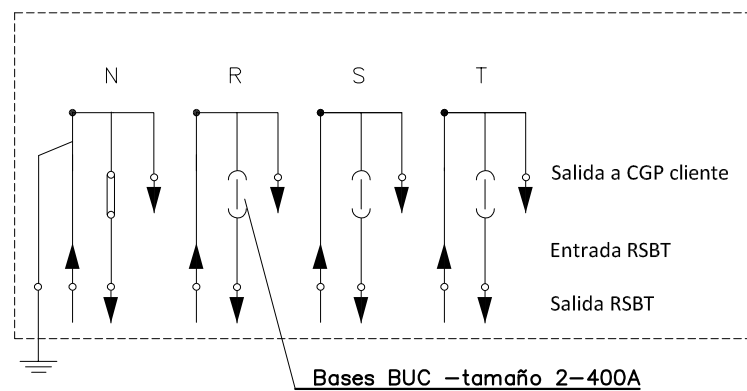 N R S T
Salida a CGP cliente
Entrada RSBT
Salida RSBT
Bases BUC -tamaño 2-400A